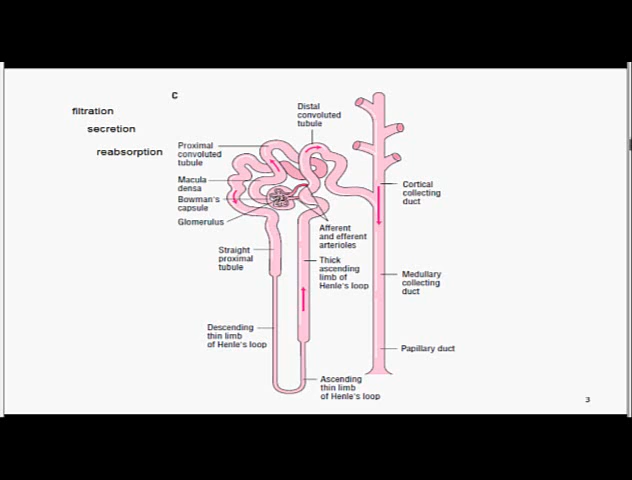 C
filtration
secretion
reabsorption
Distal
convoluted
tubule
Proximal
convoluted
tubule
Macula
densa
Bowman's
capsule
Glomerulus
Cortical
collecting
duct
Afferent
and efferent
arterioles
Straight
proximal
tubule
Thick
ascending
limb of
Henle's loop
Medullary
collecting
duct
Descending
thin limb
of Henle's loop
Papillary duct
Ascending
thin limb
of Henle's loop
3